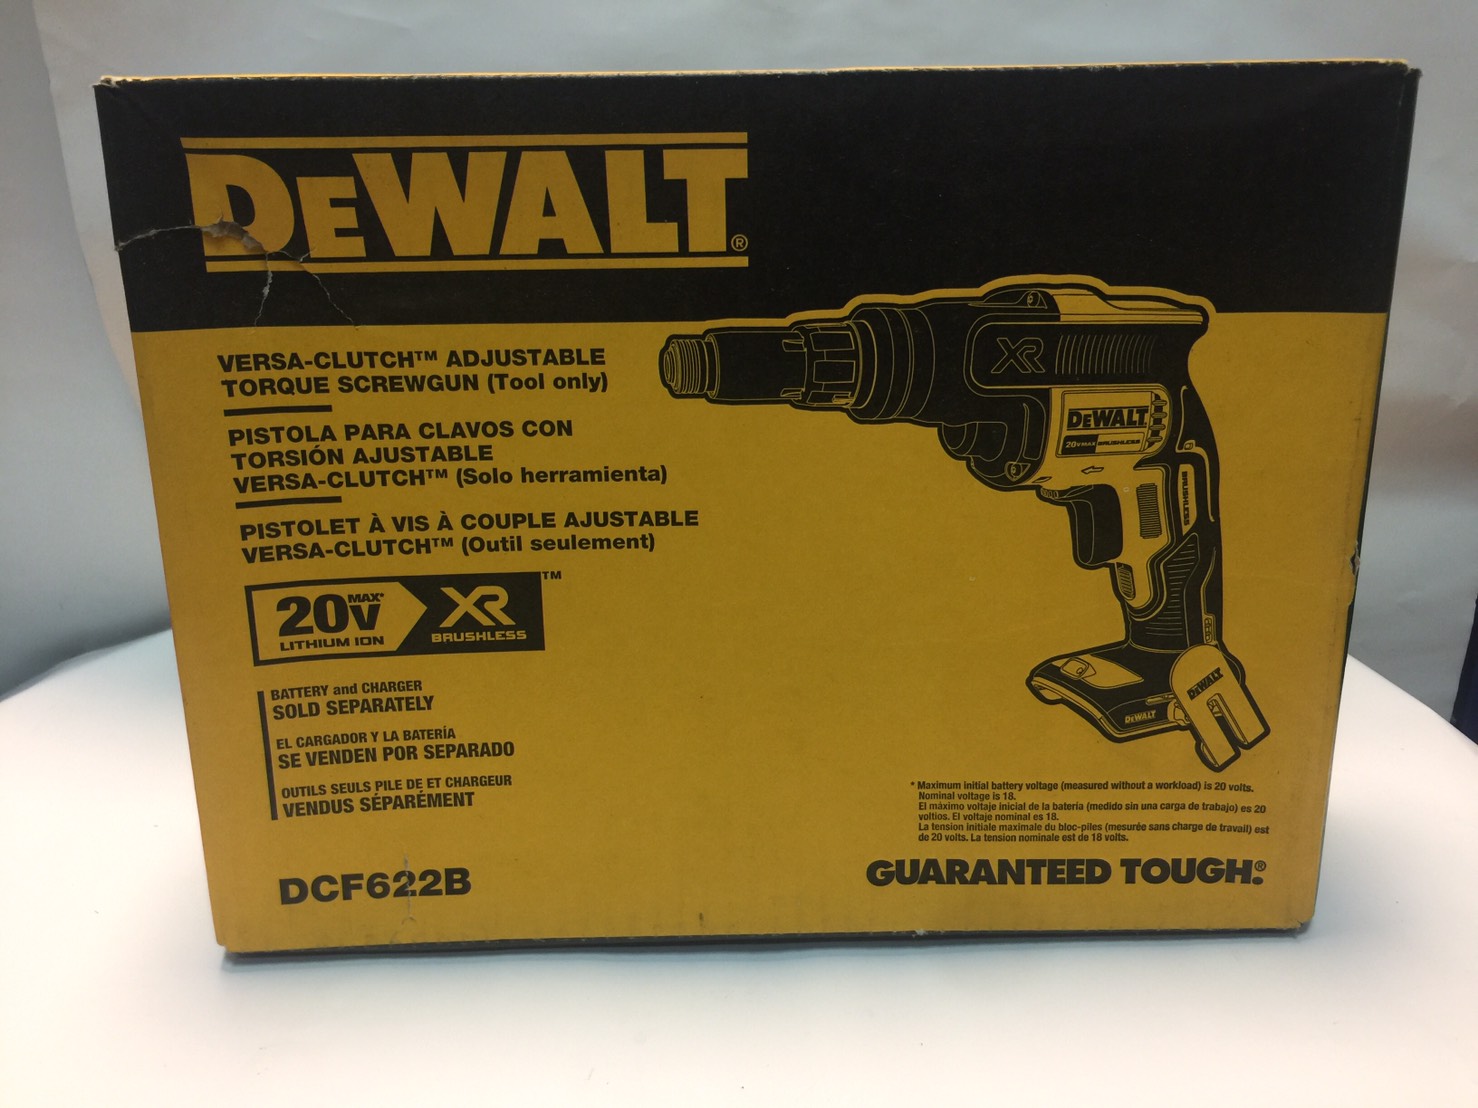 DEWALT®
VERSA-CLUTCH™ ADJUSTABLE
TORQUE SCREWGUN (Tool only)
PISTOLA PARA CLAVOS CON
TORSIÓN AJUSTABLE
VERSA-CLUTCH™ (Solo herramienta)
PISTOLET À VIS À COUPLE AJUSTABLE
VERSA-CLUTCH™ (Outil seulement)
20V MAX*
LITHIUM ION
XR™
BRUSHLESS
BATTERY and CHARGER
SOLD SEPARATELY
EL CARGADOR Y LA BATERÍA
SE VENDEN POR SEPARADO
OUTILS SEULS PILE DE ET CHARGEUR
VENDUS SÉPARÉMENT
DCF622B
XR
DEWALT
20V MAX BRUSHLESS
BRUSHLESS
DEWALT
DEWALT
* Maximum initial battery voltage (measured without a workload) is 20 volts.
Nominal voltage is 18.
El máximo voltaje inicial de la batería (medido sin una carga de trabajo) es 20
voltios. El voltaje nominal es 18.
La tension initiale maximale du bloc-piles (mesurée sans charge de travail) est
de 20 volts. La tension nominale est de 18 volts.
GUARANTEED TOUGH.®